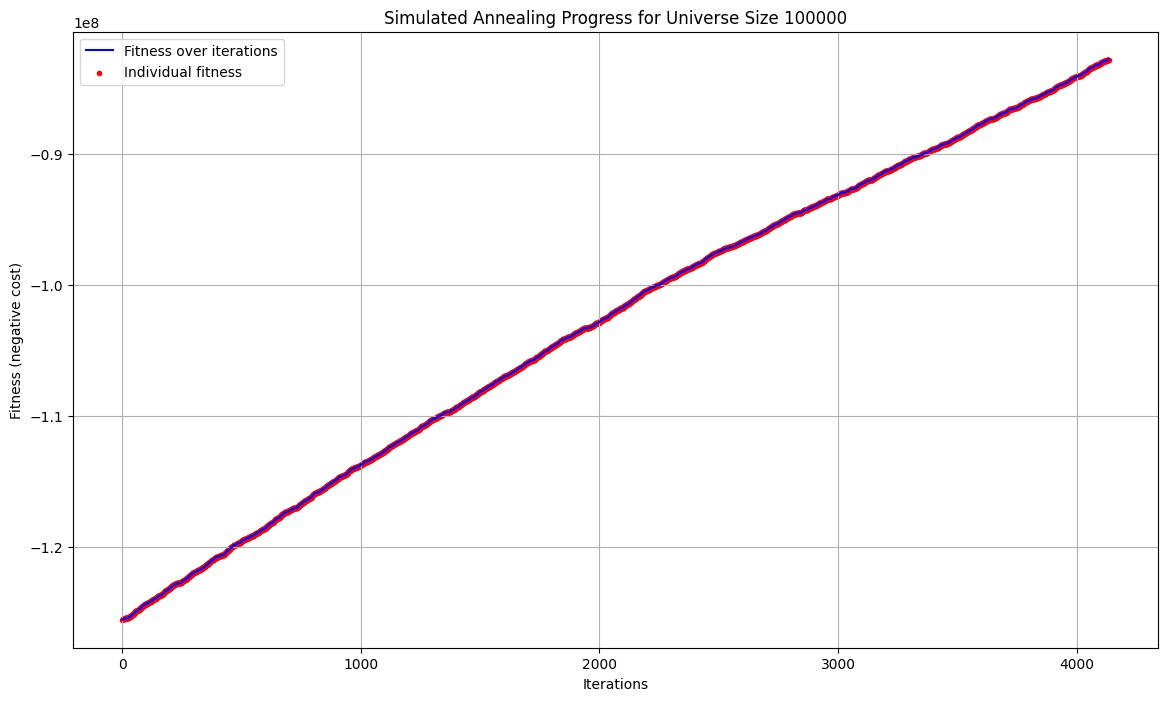 Simulated Annealing Progress for Universe Size 100000
1e8
Fitness over iterations
Individual fitness
−0.9
−1.0
−1.1
−1.2
Fitness (negative cost)
0 1000 2000 3000 4000
Iterations